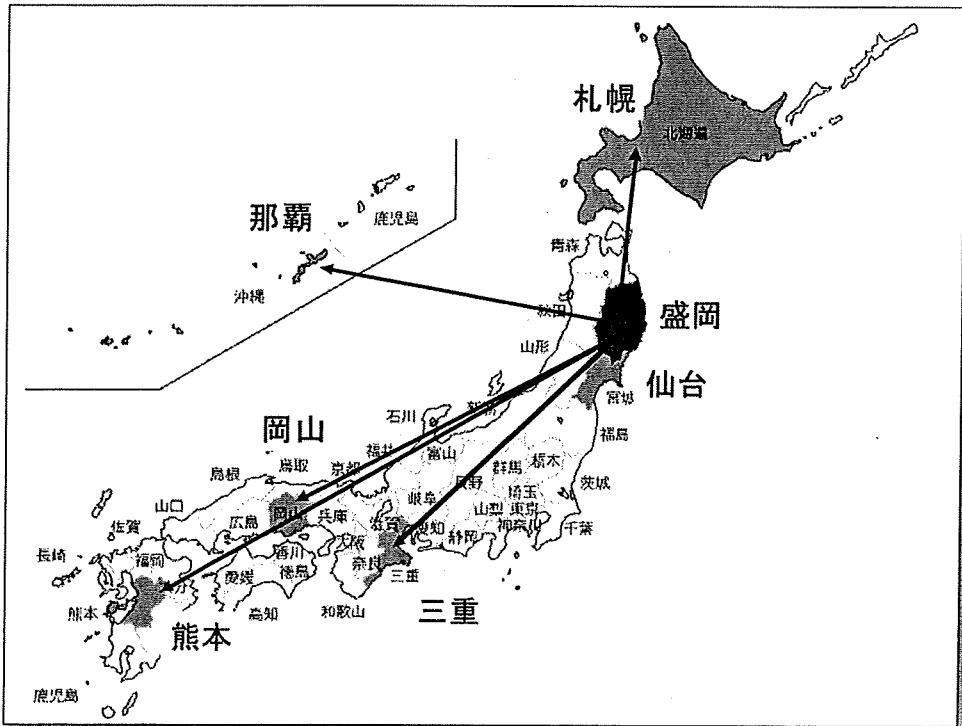 札幌
北海道
那覇
鹿児島
沖縄
青森
秋田
盛岡
山形
仙台
宮城
石川
新潟
福島
岡山
福井
富山
鳥取
京都
島根
群馬
栃木
長野
茨城
岐阜
埼玉
山口
岡山
兵庫
滋賀
愛知
山梨
東京
広島
静岡
神奈川
千葉
佐賀
大阪
香川
長崎
福岡
奈良
愛媛
徳島
三重
熊本
高知
和歌山
三重
熊本
鹿児島